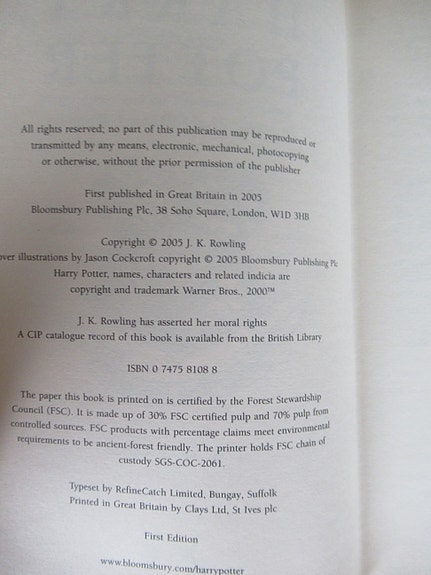 All rights reserved; no part of this publication may be reproduced or
transmitted by any means, electronic, mechanical, photocopying
or otherwise, without the prior permission of the publisher
First published in Great Britain in 2005
Bloomsbury Publishing Plc, 38 Soho Square, London, W1D 3HB
Copyright © 2005 J. K. Rowling
over illustrations by Jason Cockcroft copyright © 2005 Bloomsbury Publishing Plc
Harry Potter, names, characters and related indicia are
copyright and trademark Warner Bros., 2000™
J. K. Rowling has asserted her moral rights
A CIP catalogue record of this book is available from the British Library
ISBN 0 7475 8108 8
The paper this book is printed on is certified by the Forest Stewardship
Council (FSC). It is made up of 30% FSC certified pulp and 70% pulp from
controlled sources. FSC products with percentage claims meet environmental
requirements to be ancient-forest friendly. The printer holds FSC chain of
custody SGS-COC-2061.
Typeset by RefineCatch Limited, Bungay, Suffolk
Printed in Great Britain by Clays Ltd, St Ives plc
First Edition
www.bloomsbury.com/harrypotter